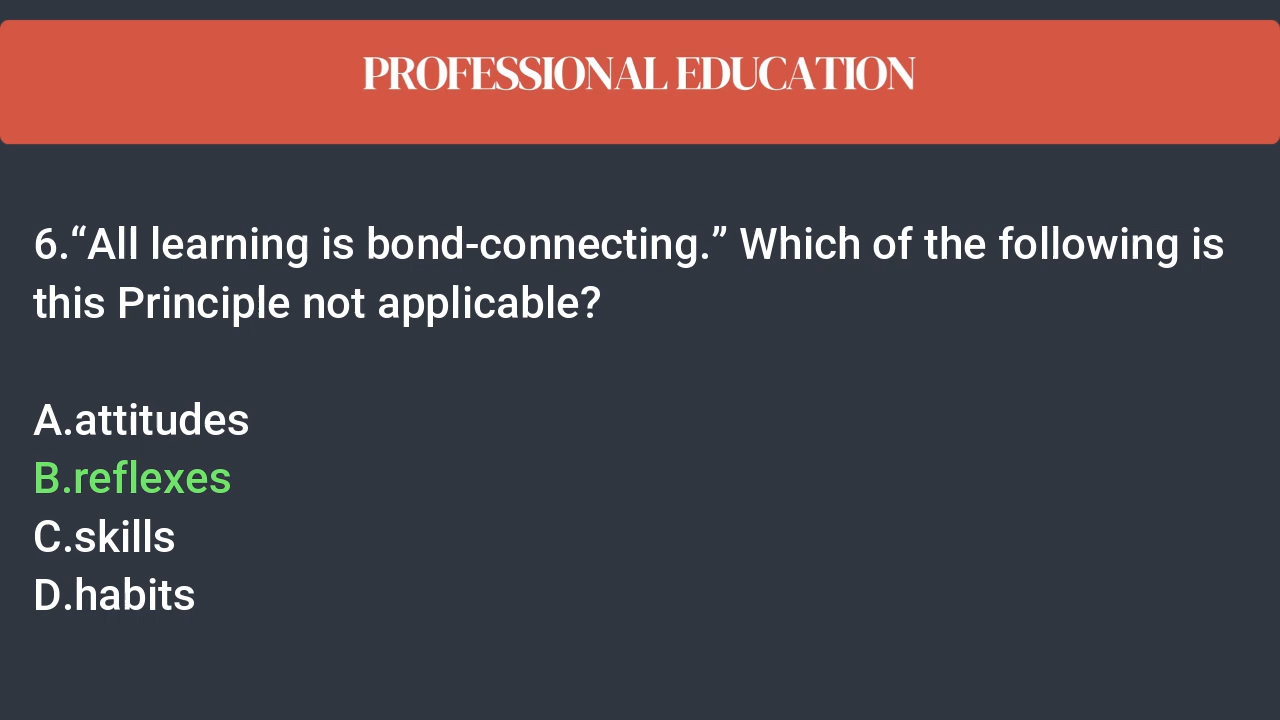 PROFESSIONAL EDUCATION
6.“All learning is bond-connecting.” Which of the following is
this Principle not applicable?
A.attitudes
B.reflexes
C.skills
D.habits